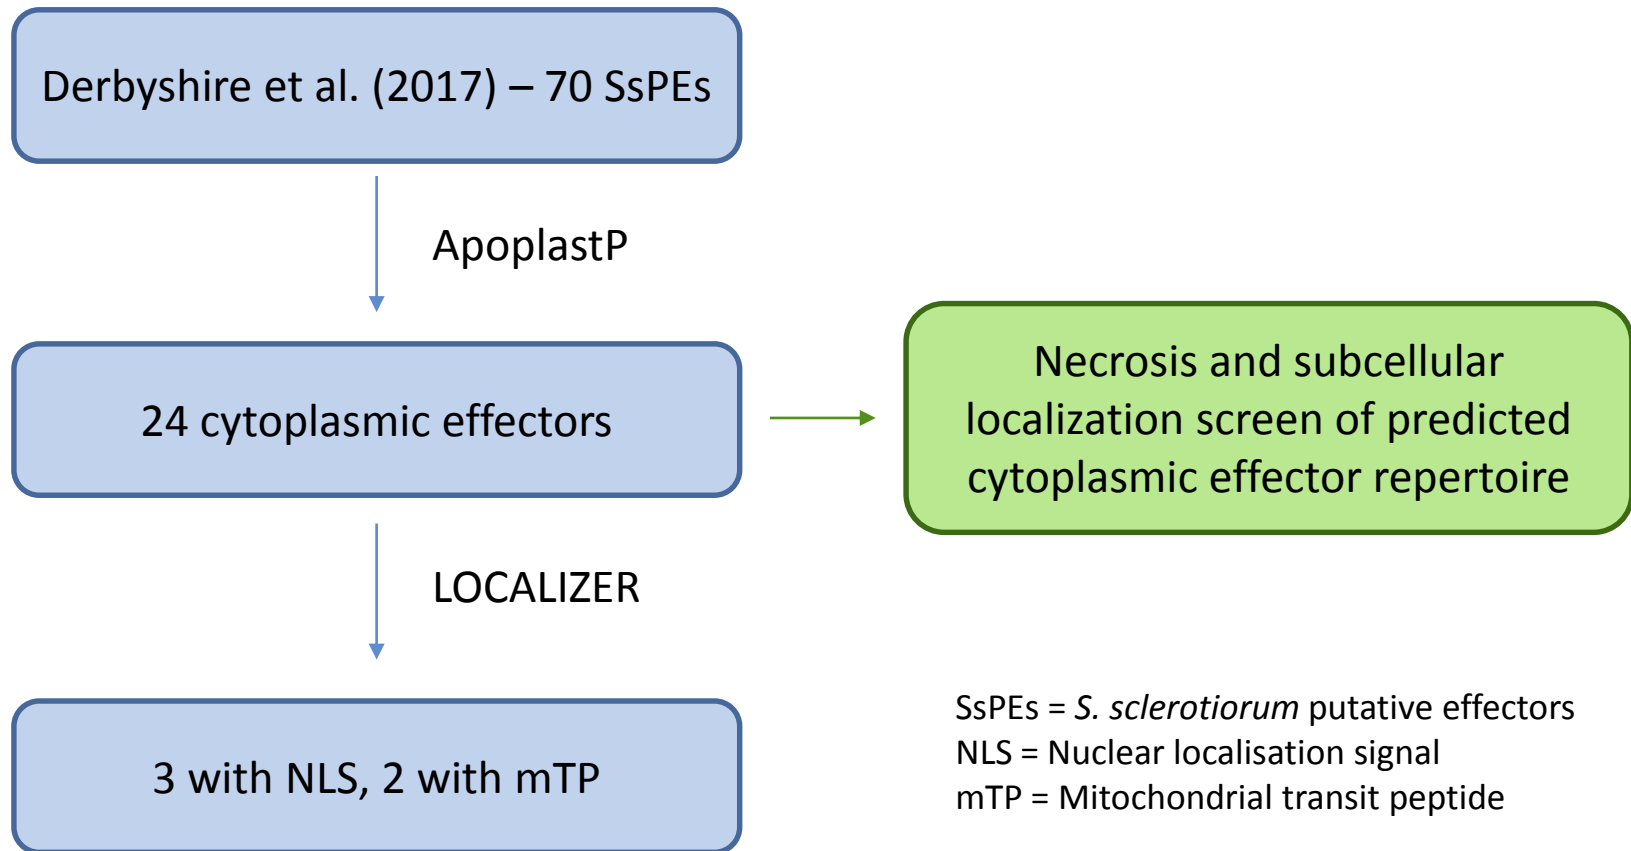 Derbyshire et al. (2017) – 70 SsPEs
ApoplastP
24 cytoplasmic effectors
Necrosis and subcellular
localization screen of predicted
cytoplasmic effector repertoire
LOCALIZER
3 with NLS, 2 with mTP
SsPEs = S. sclerotiorum putative effectors
NLS = Nuclear localisation signal
mTP = Mitochondrial transit peptide